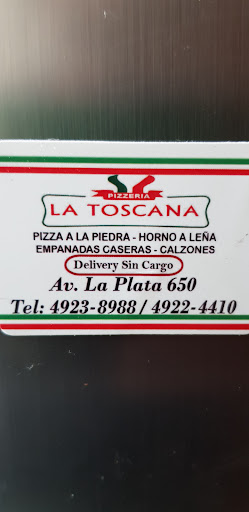 PIZZERIA
LA TOSCANA
PIZZA A LA PIEDRA - HORNO A LEÑA
EMPANADAS CASERAS - CALZONES
Delivery Sin Cargo
Av. La Plata 650
Tel: 4923-8988 / 4922-4410